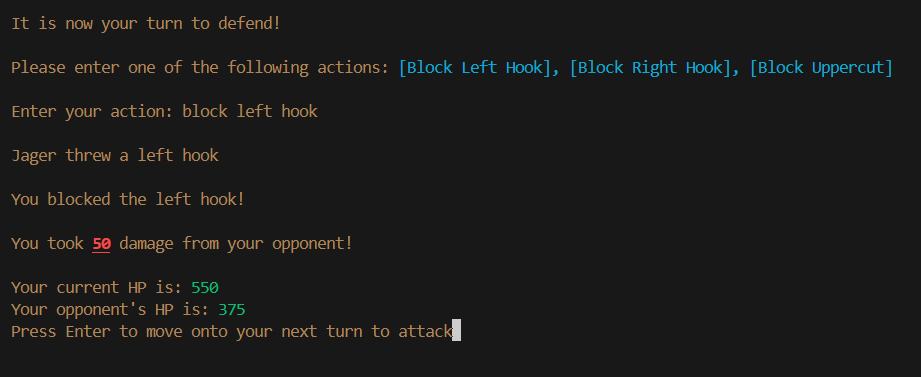 It is now your turn to defend!
Please enter one of the following actions: [Block Left Hook], [Block Right Hook], [Block Uppercut]
Enter your action: block left hook
Jager threw a left hook
You blocked the left hook!
You took 50 damage from your opponent!
Your current HP is: 550
Your opponent's HP is: 375
Press Enter to move onto your next turn to attack